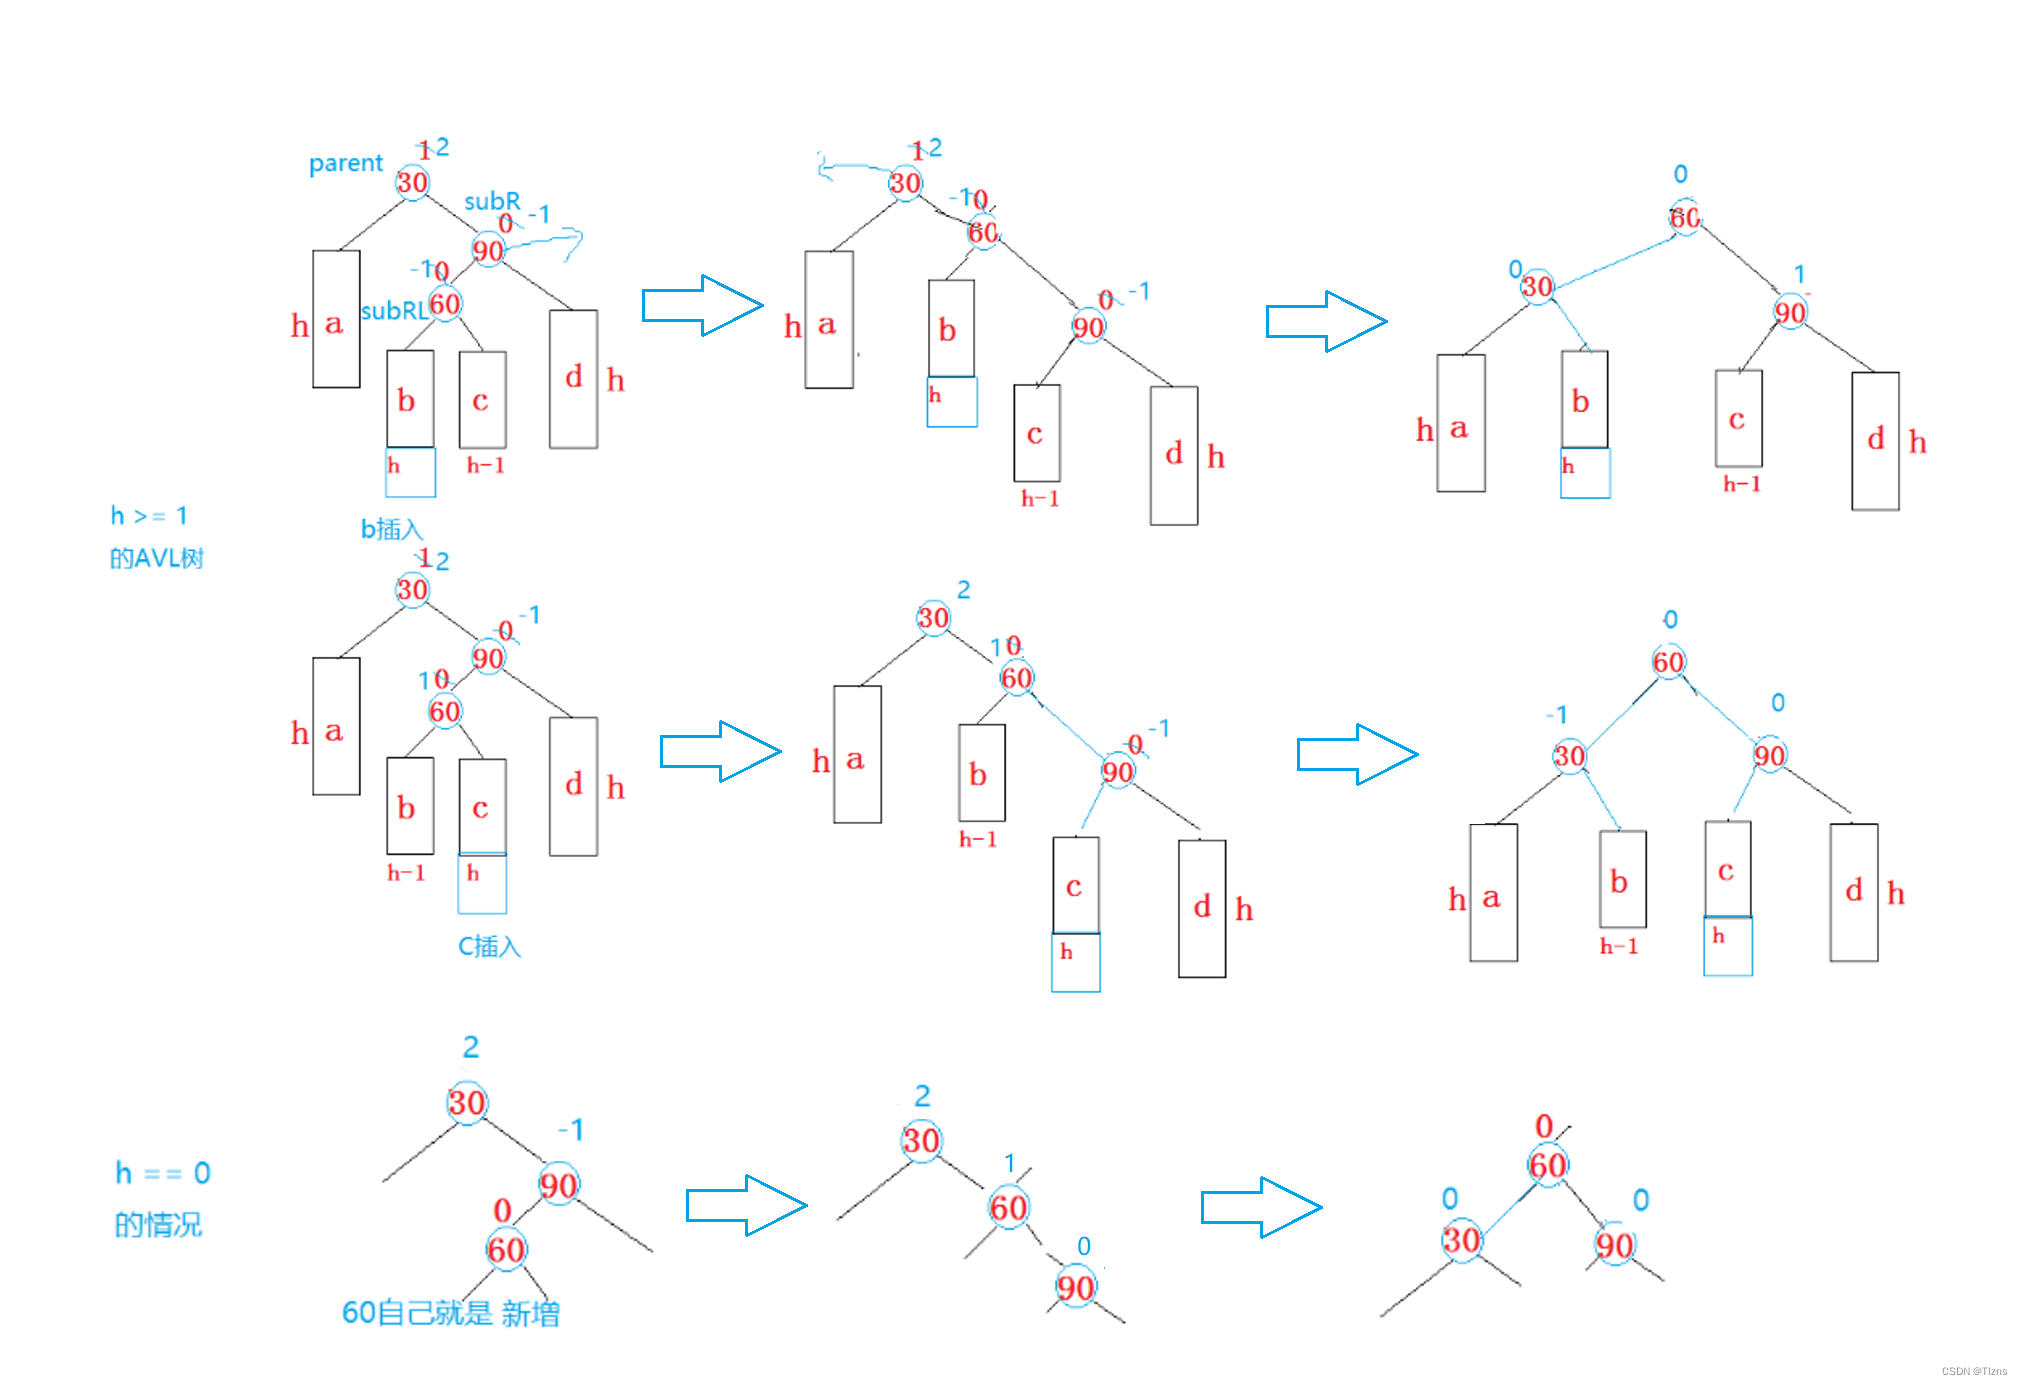 parent
1 2
30
subR
0 -1
90
-1 0
subRL
60
h a
b
c
d h
h
h-1
b插入
1 2
30
-1 0
60
0 -1
90
h a
b
h
c
h-1
d h
0
60
0
30
1
90
h a
b
h
c
h-1
d h
h >= 1
的AVL树
1 2
30
0 -1
90
1 0
60
h a
b
c
d h
h-1
h
C插入
2
30
1 0
60
0 -1
90
h a
b
h-1
c
h
d h
0
60
-1
30
0
90
h a
b
h-1
c
h
d h
h == 0
的情况
2
30
-1
90
0
60
60自己就是 新增
2
30
1
60
0
90
0
60
0
30
0
90
CSDN @Tlzns